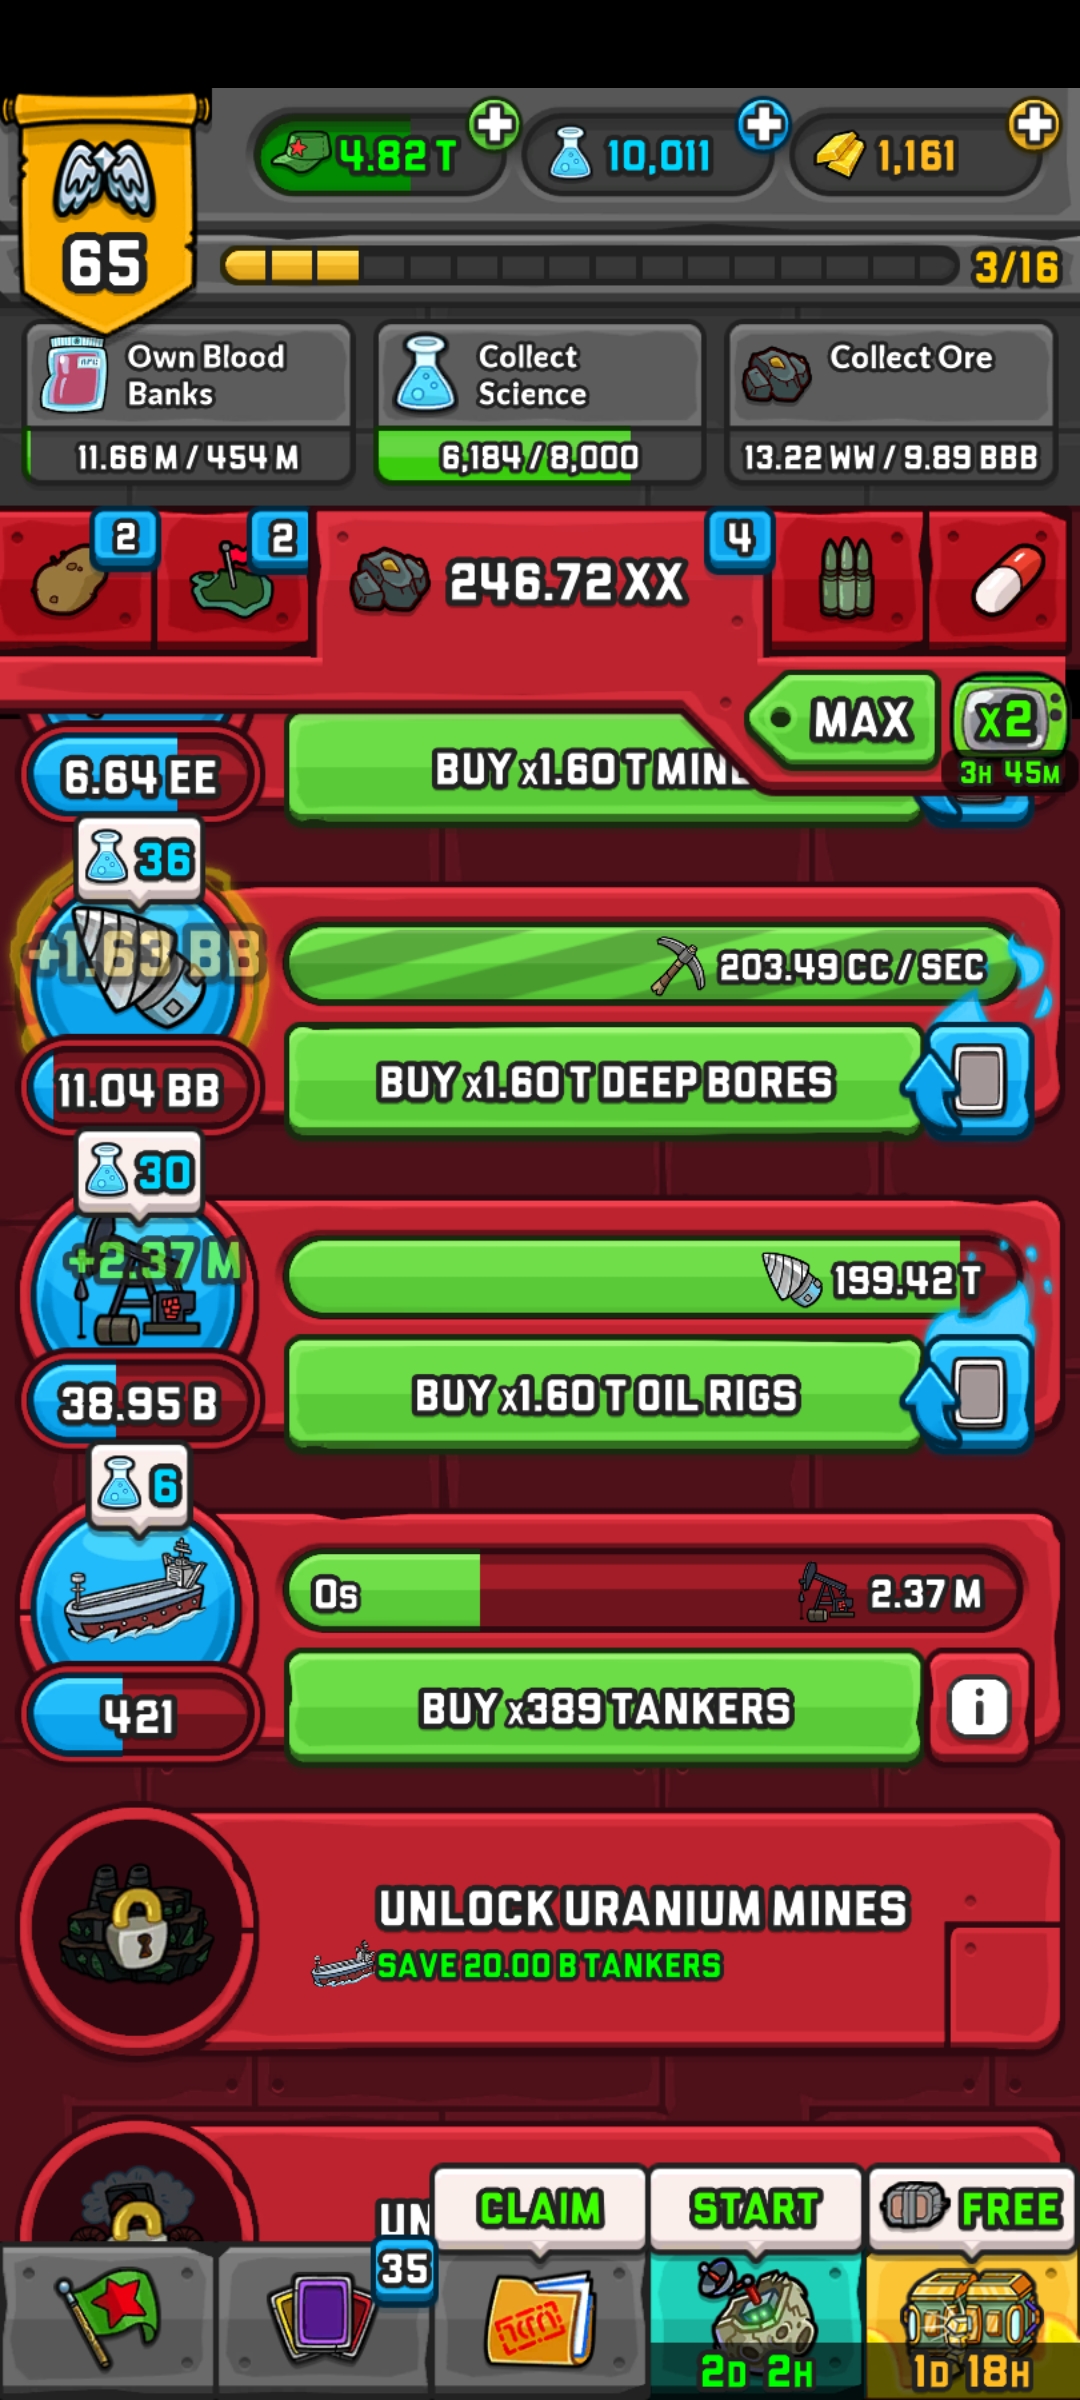 4.82 T
10,011
1,161
65
3/16
Own Blood Banks
11.66 M / 454 M
Collect Science
6,184 / 8,000
Collect Ore
13.22 WW / 9.89 BBB
2
2
246.72 XX
4
MAX
x2
3H 45M
6.64 EE
BUY x1.60 T MINE
36
+1.63 BB
203.49 CC / SEC
11.04 BB
BUY x1.60 T DEEP BORES
30
+2.37 M
199.42 T
38.95 B
BUY x1.60 T OIL RIGS
6
0s
2.37 M
421
BUY x389 TANKERS
i
UNLOCK URANIUM MINES
SAVE 20.00 B TANKERS
UN
CLAIM
START
FREE
35
2D 2H
1D 18H